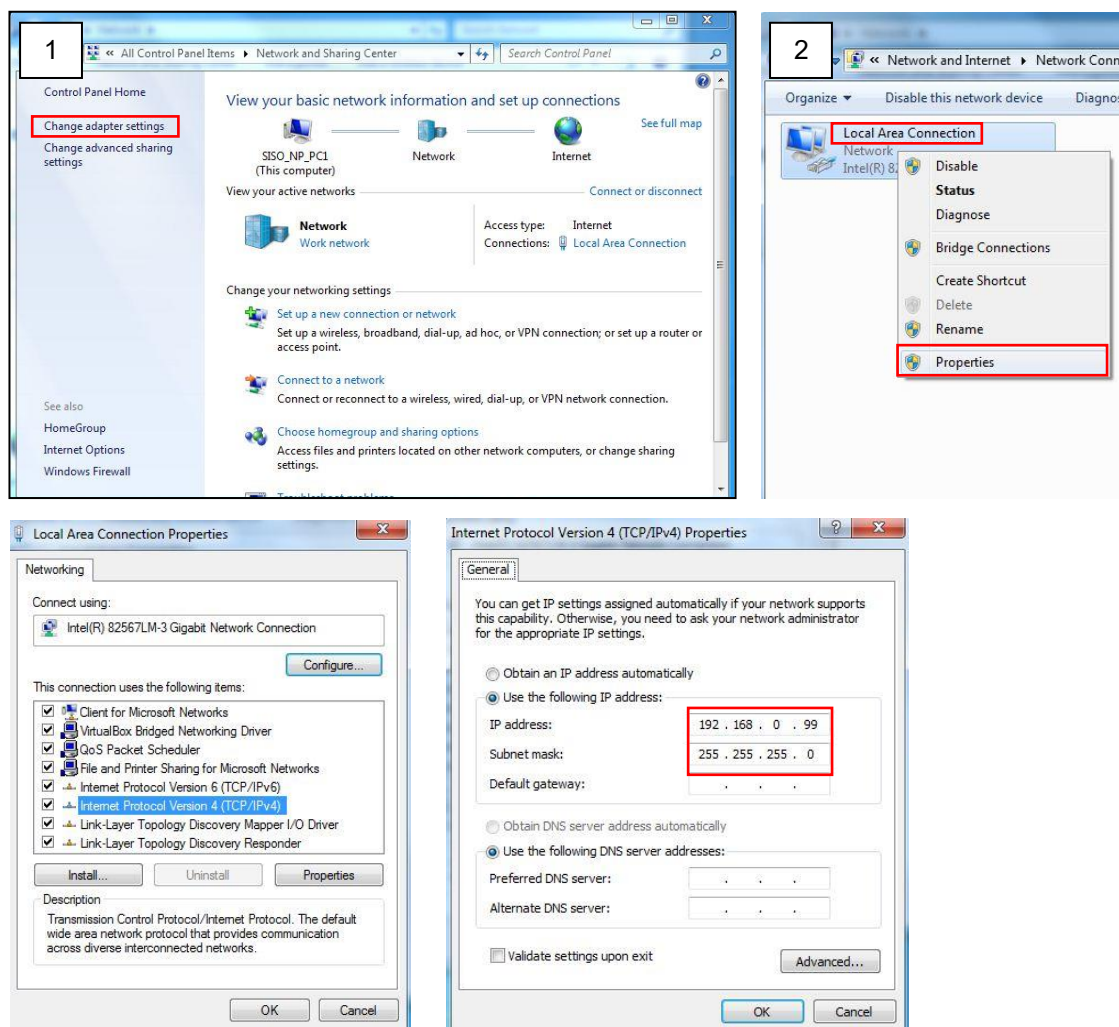 1
« All Control Panel Items ▸ Network and Sharing Center
Search Control Panel
Control Panel Home
Change adapter settings
Change advanced sharing
settings
See also
HomeGroup
Internet Options
Windows Firewall
View your basic network information and set up connections
See full map
SISO_NP_PC1
(This computer)
Network
Internet
View your active networks
Connect or disconnect
Network
Work network
Access type: Internet
Connections: Local Area Connection
Change your networking settings
Set up a new connection or network
Set up a wireless, broadband, dial-up, ad hoc, or VPN connection; or set up a router or
access point.
Connect to a network
Connect or reconnect to a wireless, wired, dial-up, or VPN network connection.
Choose homegroup and sharing options
Access files and printers located on other network computers, or change sharing
settings.
Troubleshoot problems
2
« Network and Internet ▸ Network Conn
Organize Disable this network device Diagnos
Local Area Connection
Network
Intel(R) 82
Disable
Status
Diagnose
Bridge Connections
Create Shortcut
Delete
Rename
Properties
Local Area Connection Properties
Networking
Connect using:
Intel(R) 82567LM-3 Gigabit Network Connection
Configure...
This connection uses the following items:
Client for Microsoft Networks
VirtualBox Bridged Networking Driver
QoS Packet Scheduler
File and Printer Sharing for Microsoft Networks
Internet Protocol Version 6 (TCP/IPv6)
Internet Protocol Version 4 (TCP/IPv4)
Link-Layer Topology Discovery Mapper I/O Driver
Link-Layer Topology Discovery Responder
Install... Uninstall Properties
Description
Transmission Control Protocol/Internet Protocol. The default
wide area network protocol that provides communication
across diverse interconnected networks.
OK Cancel
Internet Protocol Version 4 (TCP/IPv4) Properties
General
You can get IP settings assigned automatically if your network supports
this capability. Otherwise, you need to ask your network administrator
for the appropriate IP settings.
Obtain an IP address automatically
Use the following IP address:
IP address: 192 . 168 . 0 . 99
Subnet mask: 255 . 255 . 255 . 0
Default gateway: . . .
Obtain DNS server address automatically
Use the following DNS server addresses:
Preferred DNS server: . . .
Alternate DNS server: . . .
Validate settings upon exit
Advanced...
OK Cancel